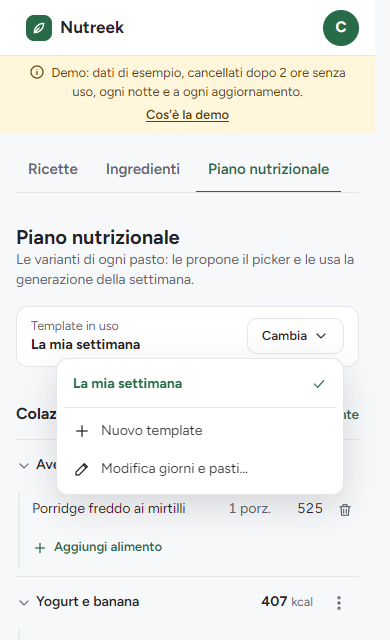 Nutreek
C
Demo: dati di esempio, cancellati dopo 2 ore senza
uso, ogni notte e a ogni aggiornamento.
Cos'è la demo
Ricette Ingredienti Piano nutrizionale
Piano nutrizionale
Le varianti di ogni pasto: le propone il picker e le usa la
generazione della settimana.
Template in uso
La mia settimana
Cambia
La mia settimana
Colaz
Nuovo template
Ave
Modifica giorni e pasti...
Porridge freddo ai mirtilli 1 porz. 525
Aggiungi alimento
Yogurt e banana 407 kcal